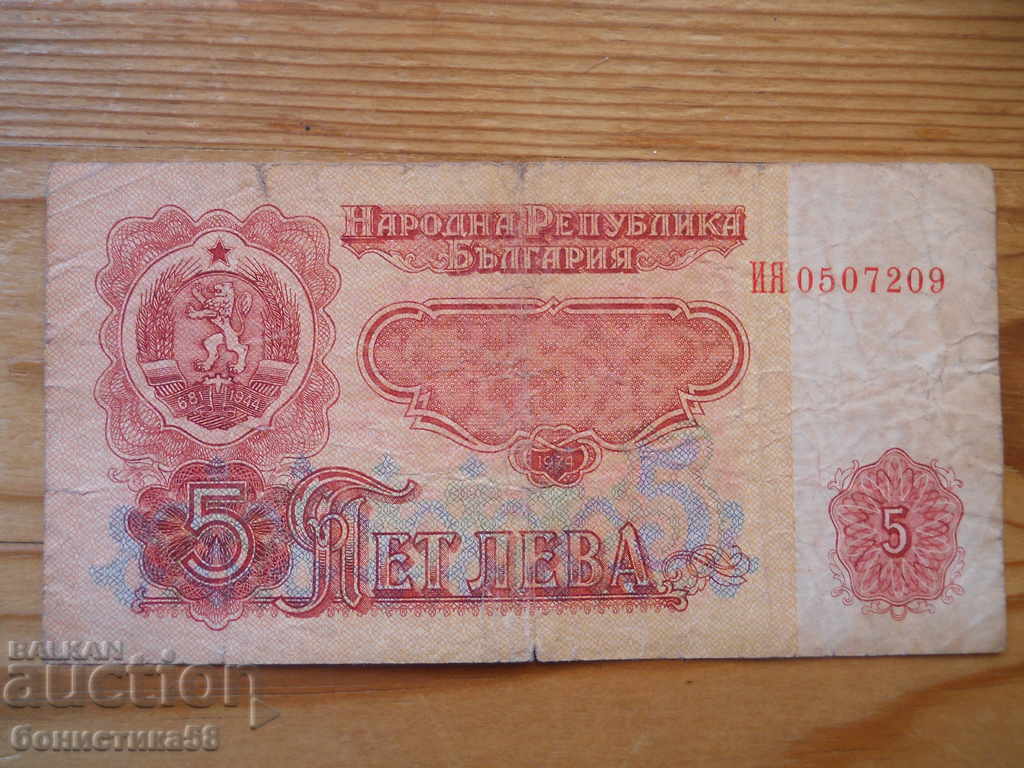 Народна Република
България
ИЯ 0507209
681 1944
1974
5 Пет лева
5
5
BALKAN
auction
бонистика58